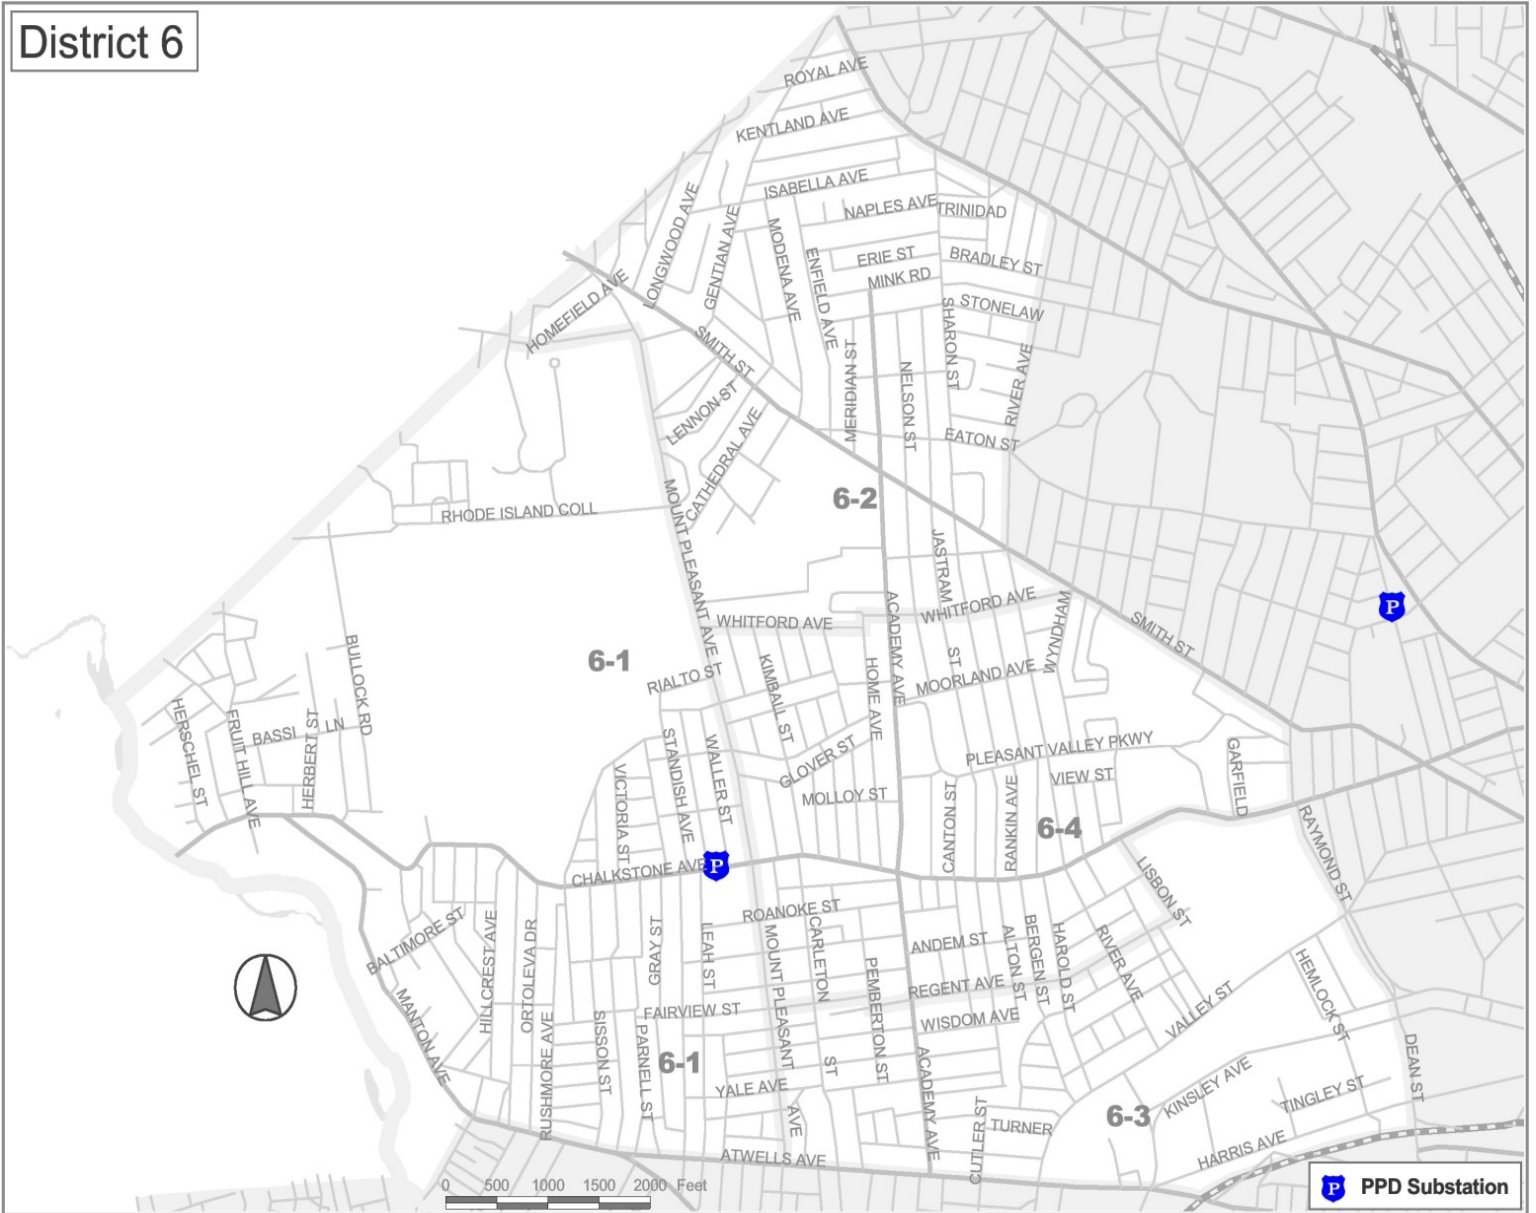 District 6
ROYAL AVE
KENTLAND AVE
ISABELLA AVE
NAPLES AVE
TRINIDAD
LONGWOOD AVE
GENTIAN AVE
MODENA AVE
ENFIELD AVE
ERIE ST
BRADLEY ST
MINK RD
HOMEFIELD AVE
STONELAW
SHARON ST
SMITH ST
MERIDIAN ST
NELSON ST
RIVER AVE
LENNON ST
CATHEDRAL AVE
EATON ST
6-2
RHODE ISLAND COLL
MOUNT PLEASANT AVE
JASTRAM
ST
ACADEMY AVE
WHITFORD AVE
WHITFORD AVE
WYNDHAM
SMITH ST
P
6-1
BULLOCK RD
RIALTO ST
KIMBALL ST
HOME AVE
MOORLAND AVE
HERSCHEL ST
FRUIT HILL AVE
BASSI LN
HERBERT ST
STANDISH AVE
WALLER ST
GLOVER ST
PLEASANT VALLEY PKWY
GARFIELD
VICTORIA ST
MOLLOY ST
VIEW ST
CANTON ST
RANKIN AVE
6-4
RAYMOND ST
CHALKSTONE AVE
P
LISBON ST
BALTIMORE ST
HILLCREST AVE
ORTOLEVA DR
GRAY ST
LEAH ST
ROANOKE ST
MOUNT PLEASANT
AVE
CARLETON
ST
PEMBERTON ST
ANDEM ST
ALTON ST
BERGEN ST
HAROLD ST
RIVER AVE
HEMLOCK ST
MANTON AVE
REGENT AVE
VALLEY ST
FAIRVIEW ST
WISDOM AVE
RUSHMORE AVE
SISSON ST
PARNELL ST
6-1
ACADEMY AVE
DEAN ST
YALE AVE
KINSLEY AVE
TINGLEY ST
6-3
CUTLER ST
TURNER
HARRIS AVE
ATWELLS AVE
0 500 1000 1500 2000 Feet
P PPD Substation